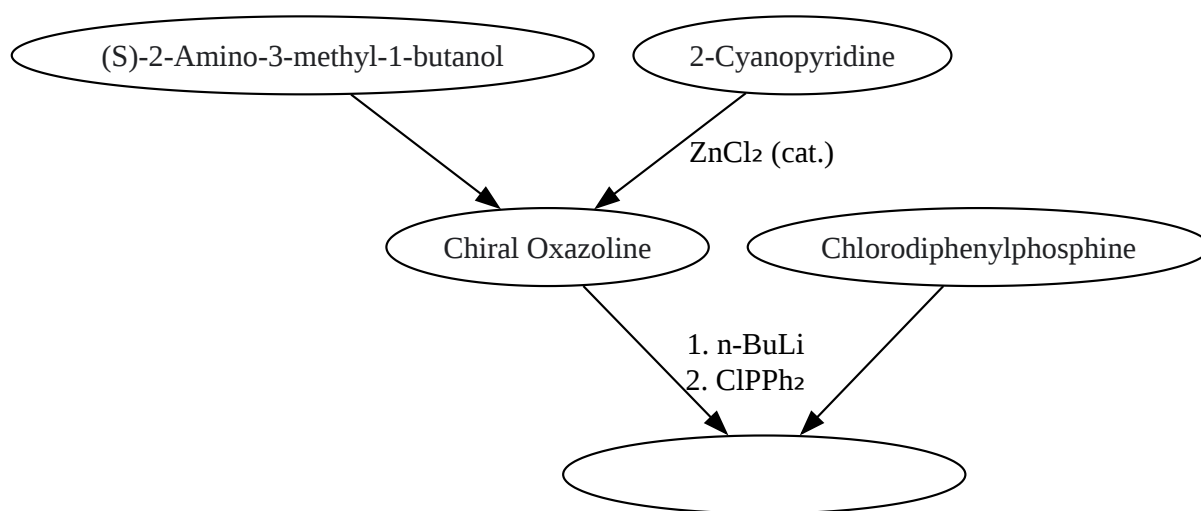 (S)-2-Amino-3-methyl-1-butanol
2-Cyanopyridine
ZnCl₂ (cat.)
Chiral Oxazoline
Chlorodiphenylphosphine
1. n-BuLi
2. ClPPh₂